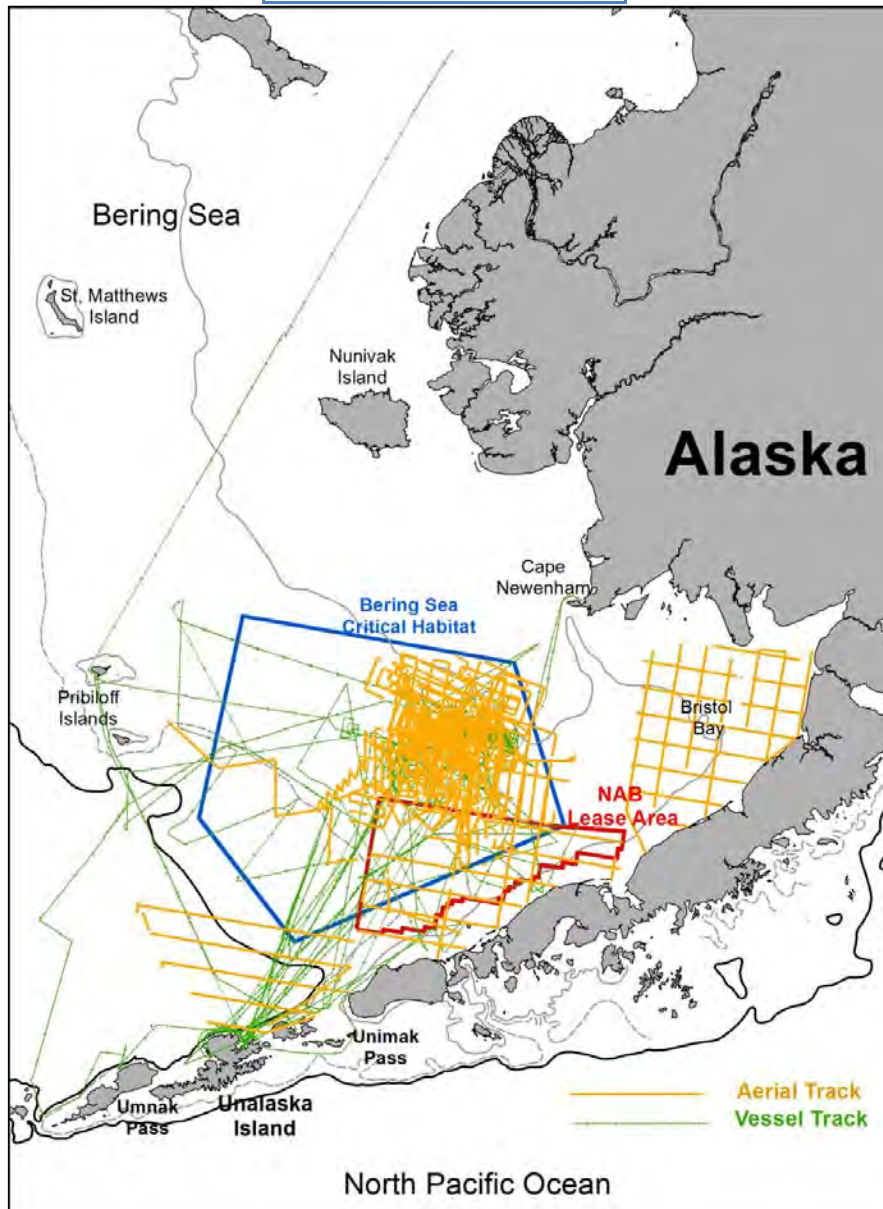 Bering Sea
St. Matthews
Island
Nunivak
Island
Alaska
Cape
Newenham
Bering Sea
Critical Habitat
Pribiloff
Islands
Bristol
Bay
NAB
Lease Area
Unimak
Pass
Umnak
Pass
Unalaska
Island
Aerial Track
Vessel Track
North Pacific Ocean